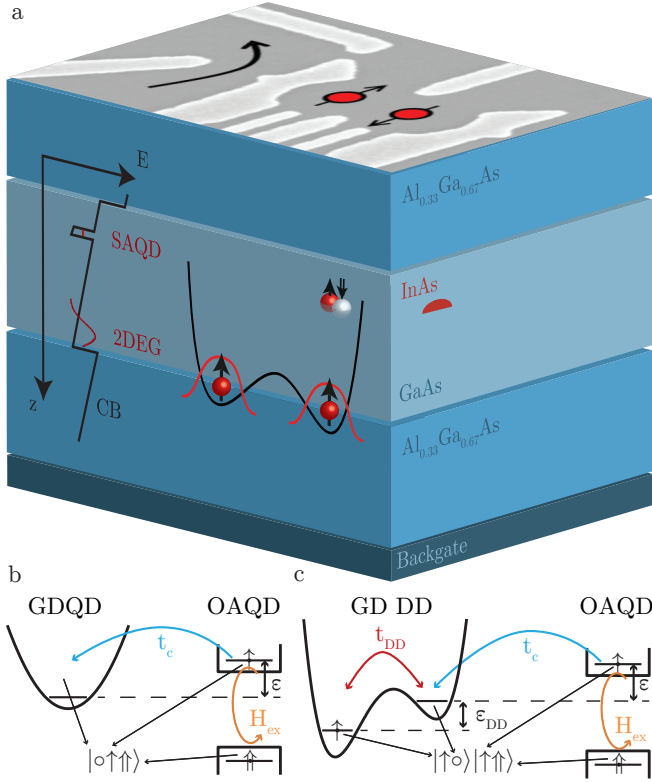 a
E
Al0.33Ga0.67As
SAQD
InAs
2DEG
GaAs
z
CB
Al0.33Ga0.67As
Backgate
b
GDQD
OAQD
tc
ε
Hex
|○↑⇑⟩
c
GD DD
OAQD
tDD
tc
ε
εDD
Hex
|↑○⟩|↑⇑⟩